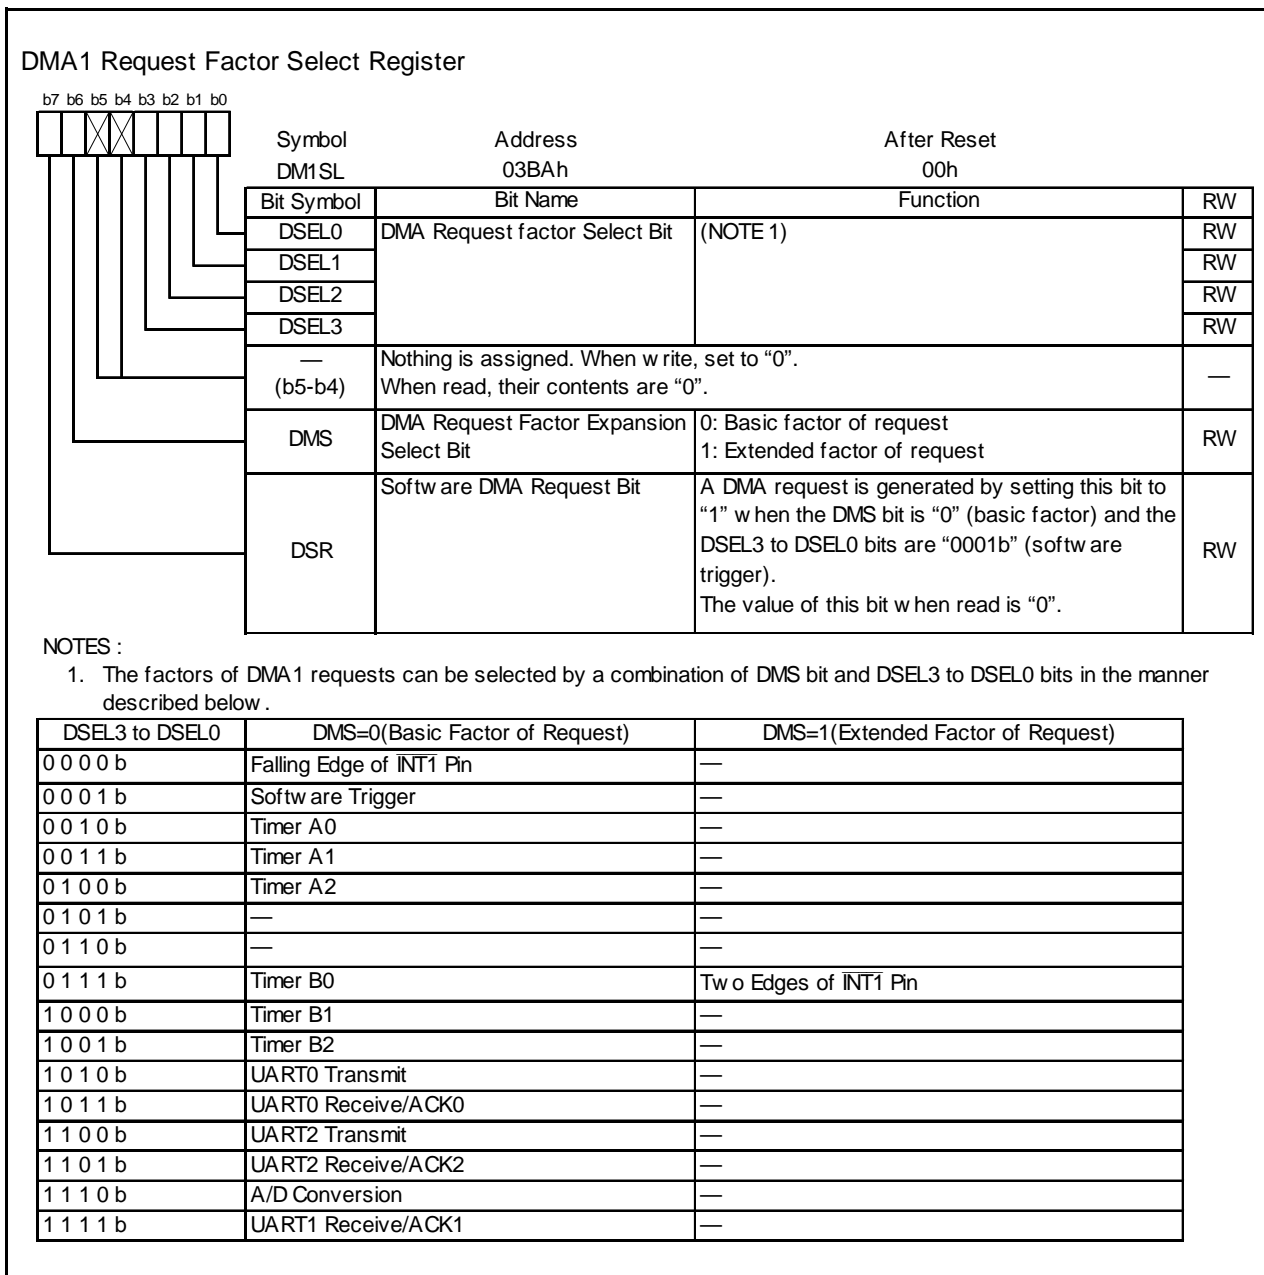 DMA1 Request Factor Select Register
b7 b6 b5 b4 b3 b2 b1 b0
Symbol Address After Reset
DM1SL 03BAh 00h
Bit Symbol Bit Name Function RW
DSEL0 DMA Request factor Select Bit (NOTE 1) RW
DSEL1 RW
DSEL2 RW
DSEL3 RW
— Nothing is assigned. When write, set to “0”.
(b5-b4) When read, their contents are “0”. —
DMS DMA Request Factor Expansion Select Bit 0: Basic factor of request RW
1: Extended factor of request
DSR Software DMA Request Bit A DMA request is generated by setting this bit to
“1” when the DMS bit is “0” (basic factor) and the
DSEL3 to DSEL0 bits are “0001b” (software RW
trigger).
The value of this bit when read is “0”.
NOTES :
1. The factors of DMA1 requests can be selected by a combination of DMS bit and DSEL3 to DSEL0 bits in the manner
described below.
DSEL3 to DSEL0 DMS=0(Basic Factor of Request) DMS=1(Extended Factor of Request)
0 0 0 0 b Falling Edge of INT1 Pin —
0 0 0 1 b Software Trigger —
0 0 1 0 b Timer A0 —
0 0 1 1 b Timer A1 —
0 1 0 0 b Timer A2 —
0 1 0 1 b — —
0 1 1 0 b — —
0 1 1 1 b Timer B0 Two Edges of INT1 Pin
1 0 0 0 b Timer B1 —
1 0 0 1 b Timer B2 —
1 0 1 0 b UART0 Transmit —
1 0 1 1 b UART0 Receive/ACK0 —
1 1 0 0 b UART2 Transmit —
1 1 0 1 b UART2 Receive/ACK2 —
1 1 1 0 b A/D Conversion —
1 1 1 1 b UART1 Receive/ACK1 —